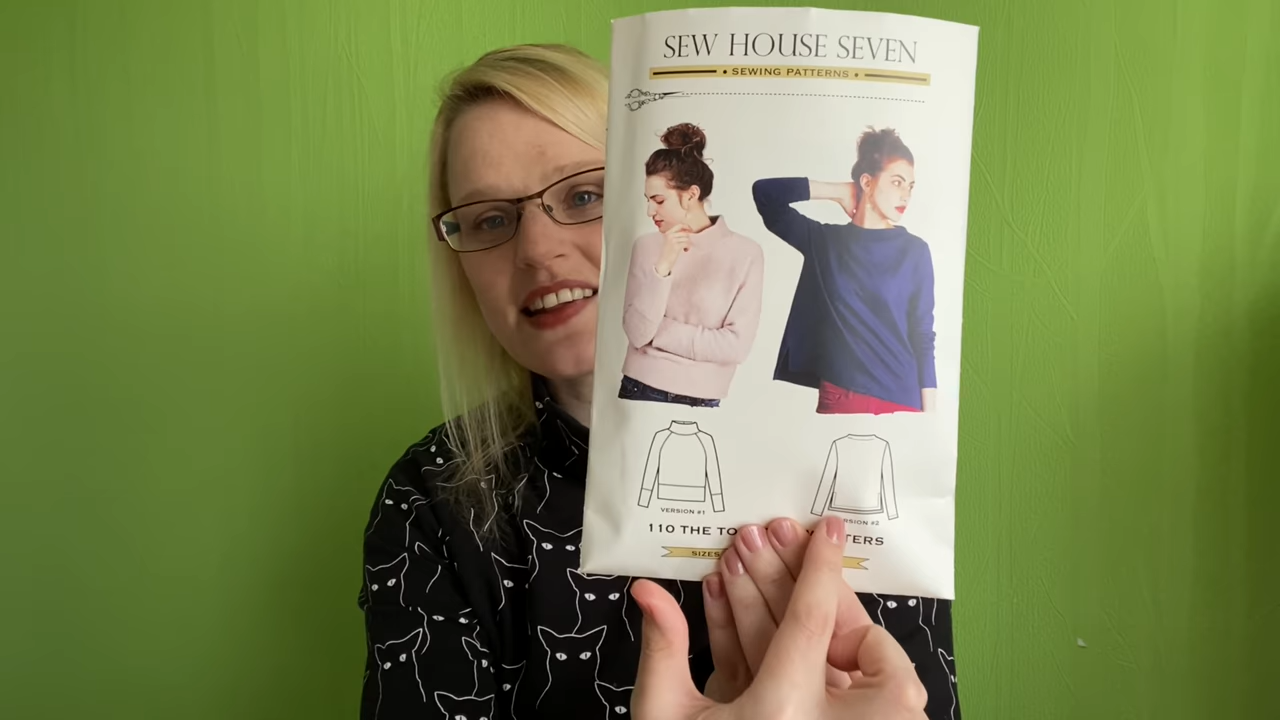 SEW HOUSE SEVEN
SEWING PATTERNS
VERSION #1
VERSION #2
110 THE TO TERS
SIZES